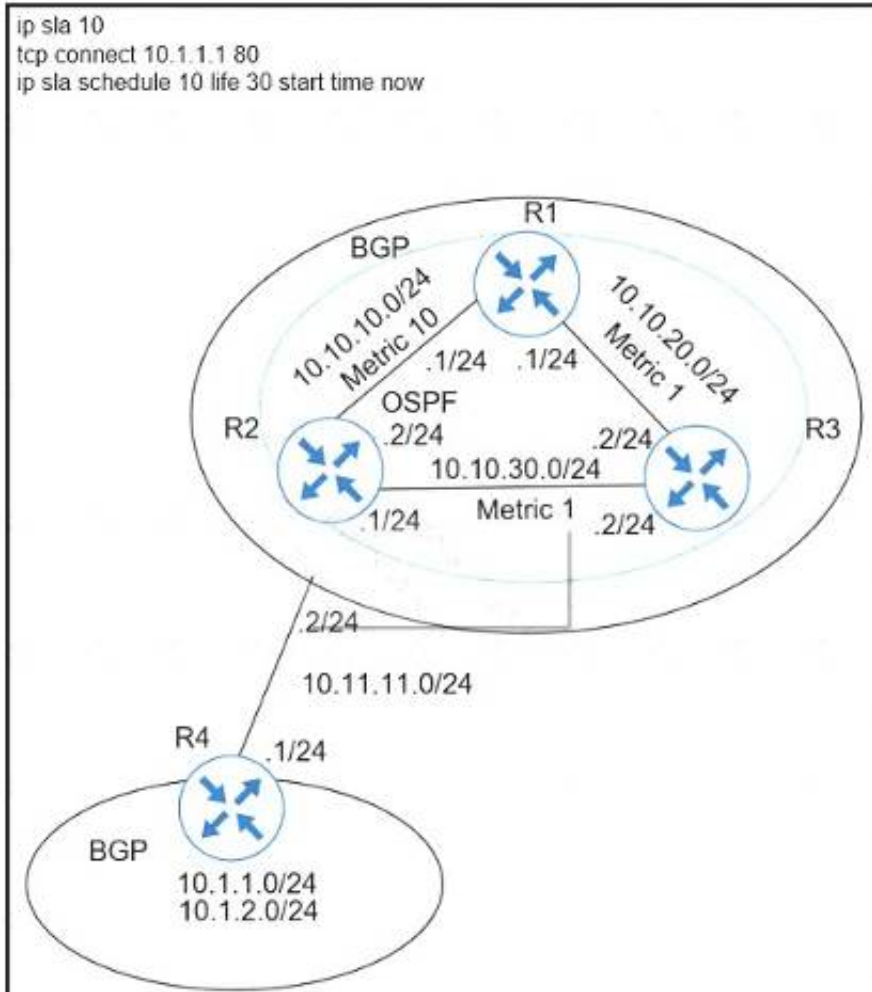 ip sla 10
tcp connect 10.1.1.1 80
ip sla schedule 10 life 30 start time now
R1
BGP
10.10.10.0/24
Metric 10
10.10.20.0/24
Metric 1
.1/24
.1/24
OSPF
R2
.2/24
.2/24
R3
10.10.30.0/24
Metric 1
.1/24
.2/24
.2/24
10.11.11.0/24
R4
.1/24
BGP
10.1.1.0/24
10.1.2.0/24